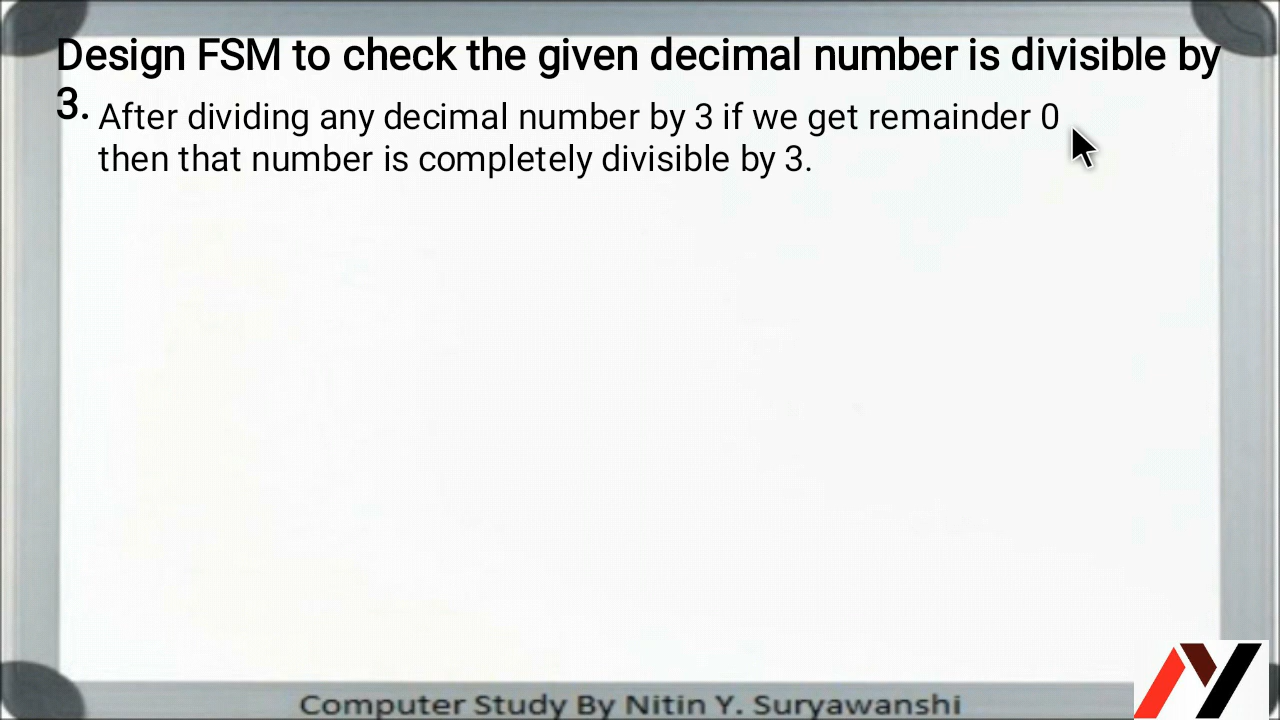 Design FSM to check the given decimal number is divisible by
3.
After dividing any decimal number by 3 if we get remainder 0
then that number is completely divisible by 3.
Computer Study By Nitin Y. Suryawanshi